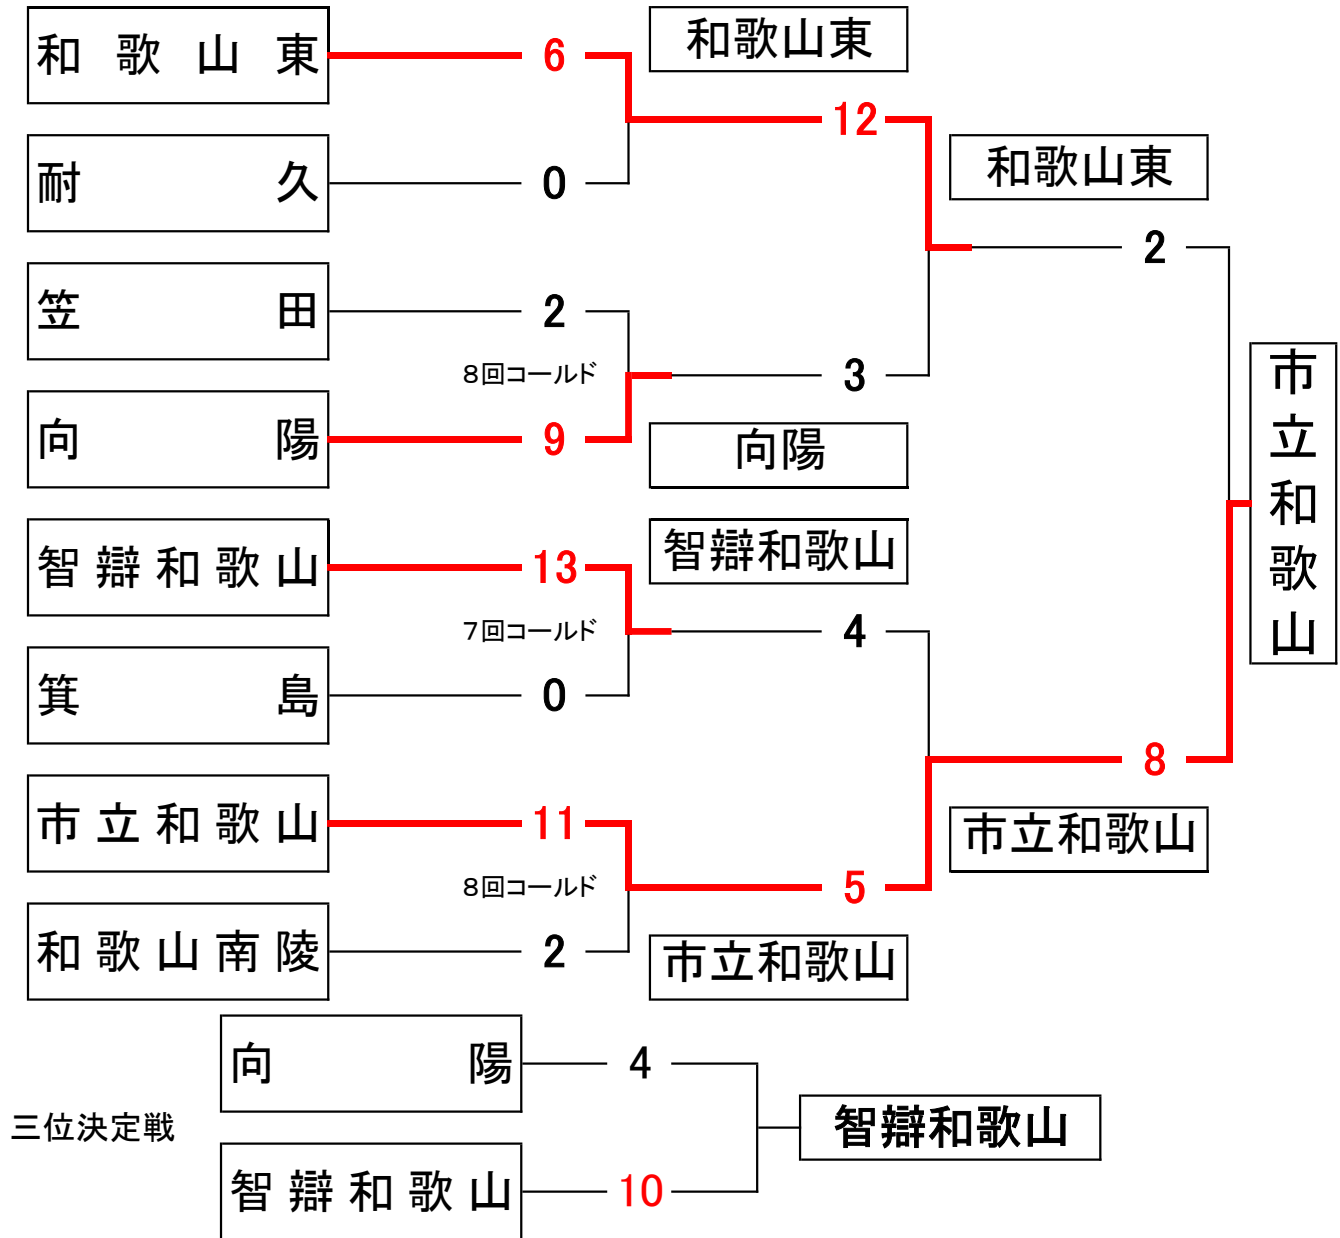 和歌山東
6
和歌山東
12
耐久
0
和歌山東
2
笠田
2
8回コールド
3
向陽
9
向陽
市立和歌山
智辯和歌山
13
智辯和歌山
7回コールド
4
箕島
0
8
市立和歌山
11
市立和歌山
8回コールド
5
和歌山南陵
2
市立和歌山
向陽
4
三位決定戦
智辯和歌山
智辯和歌山
10